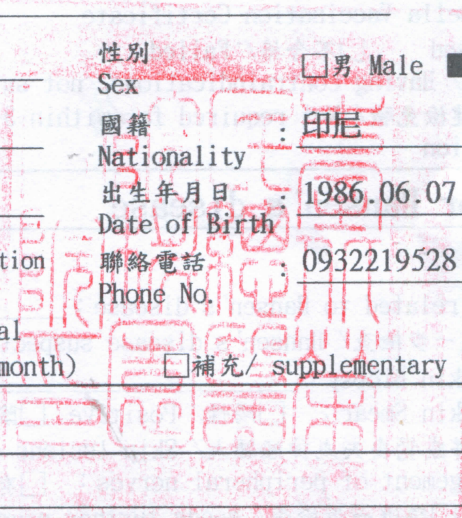 性別 □男 Male ■
Sex
國籍 : 印尼
Nationality
出生年月日 : 1986.06.07
Date of Birth
tion 聯絡電話 : 0932219528
Phone No.
al
month) □補充/ supplementary